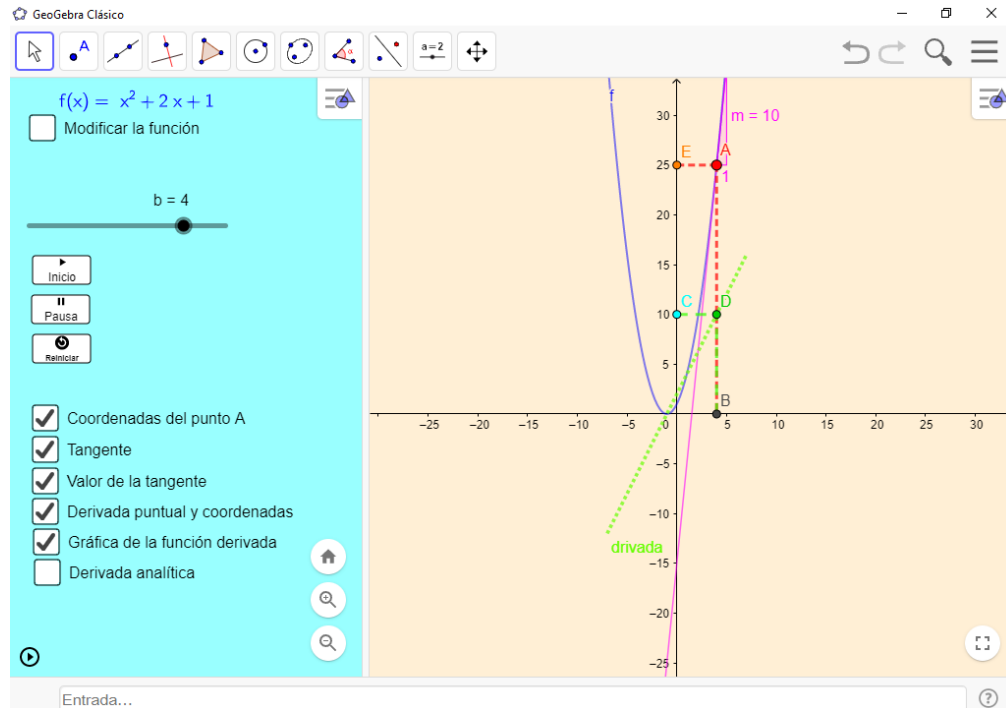 GeoGebra Clásico
A
α
a=2
f(x) = x² + 2 x + 1
Modificar la función
b = 4
Inicio
Pausa
Reiniciar
Coordenadas del punto A
Tangente
Valor de la tangente
Derivada puntual y coordenadas
Gráfica de la función derivada
Derivada analítica
f
30
m = 10
E
A
25
1
20
15
C
D
10
5
B
−25 −20 −15 −10 −5 0 5 10 15 20 25 30
−5
−10
drivada
−15
−20
−25
Entrada…
?